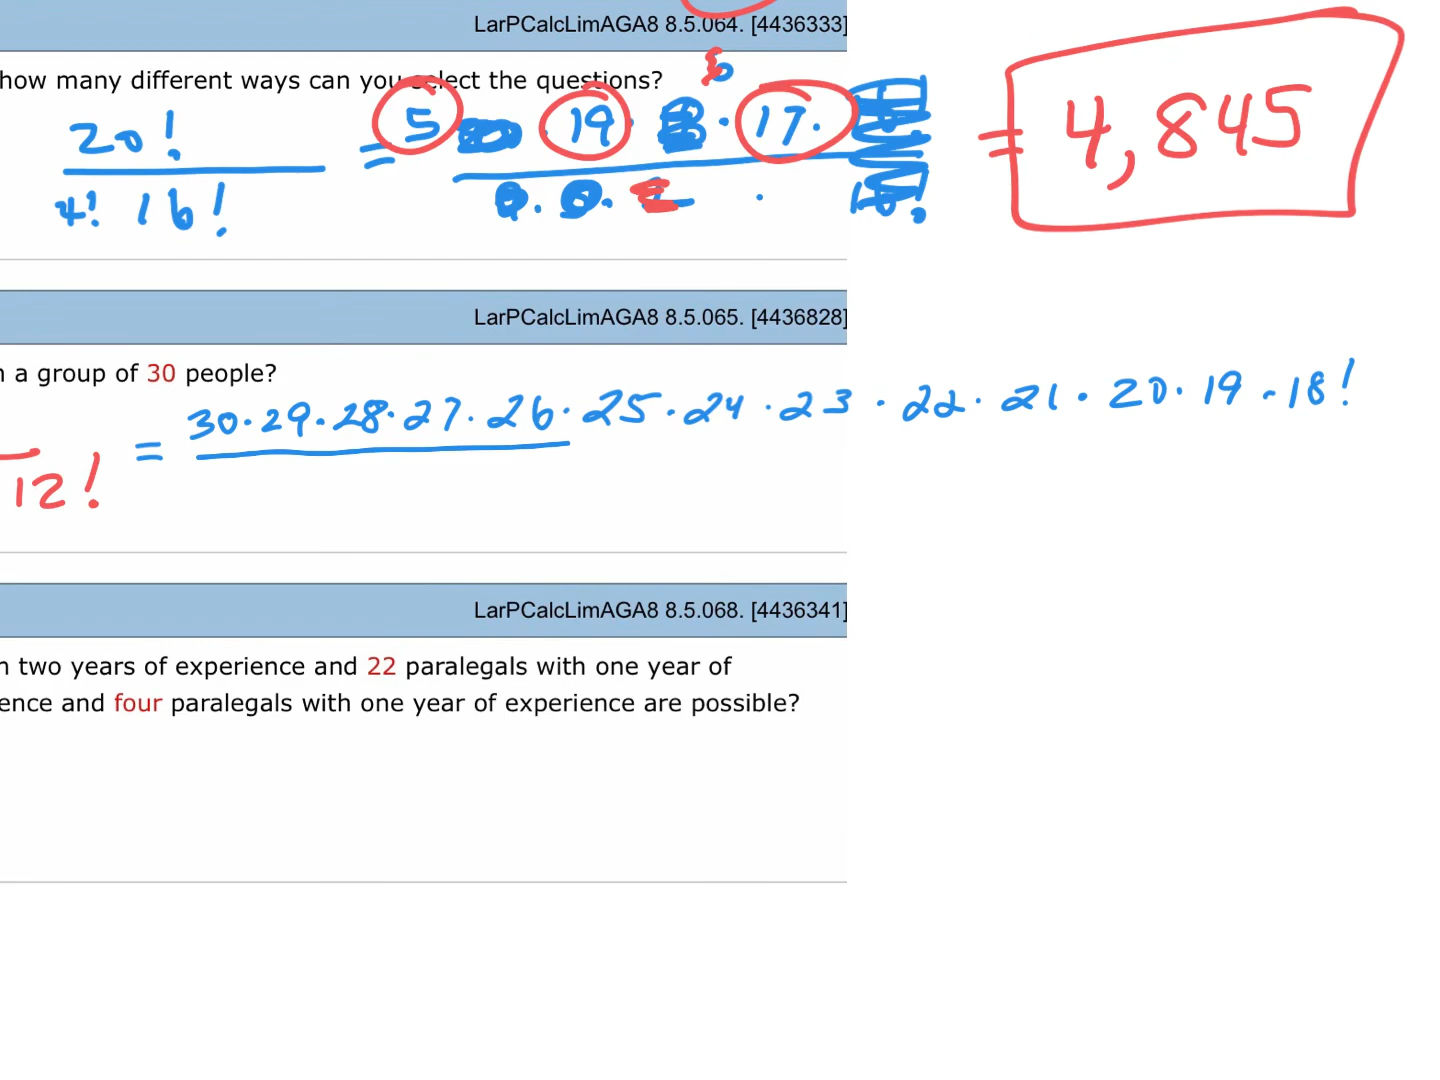 LarPCalcLimAGA8 8.5.064. [4436333]
how many different ways can you select the questions?
20! / 4! 16! = 5 · 19 · · 17 · = 4,845
LarPCalcLimAGA8 8.5.065. [4436828]
a group of 30 people?
12! = 30·29·28·27·26·25·24·23·22·21·20·19·18!
LarPCalcLimAGA8 8.5.068. [4436341]
two years of experience and 22 paralegals with one year of
ence and four paralegals with one year of experience are possible?